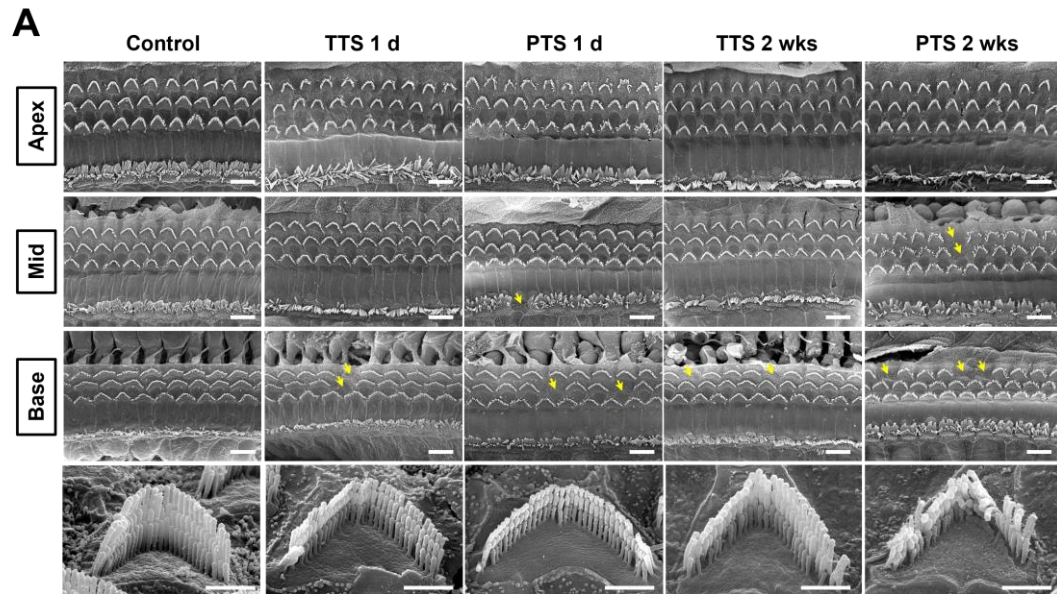 A
Control TTS 1 d PTS 1 d TTS 2 wks PTS 2 wks
Apex
Mid
Base